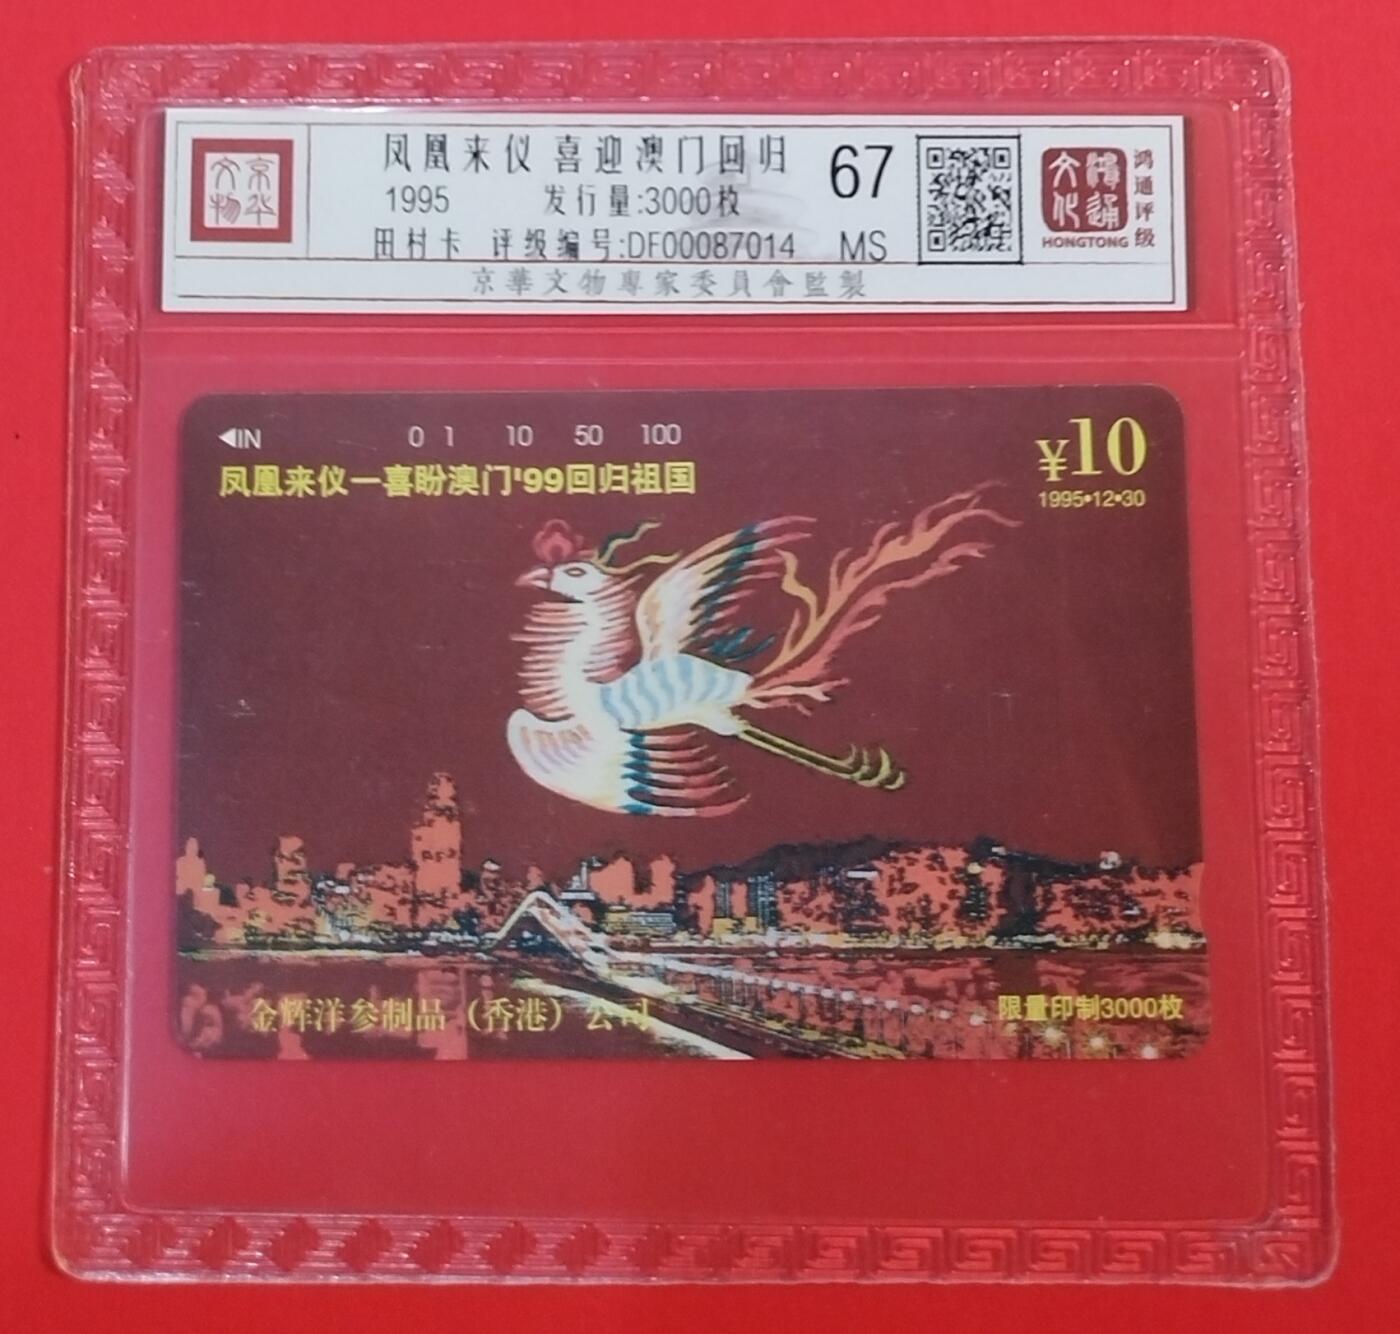 京华文物
凤凰来仪 喜迎澳门回归
1995 发行量:3000枚
田村卡 评级编号:DF00087014
67
MS
京華文物專家委員會監製
鴻通文化
HONGTONG
鸿通评级
◀IN 0 1 10 50 100
凤凰来仪一喜盼澳门'99回归祖国
¥10
1995•12•30
金辉洋参制品（香港）公司
限量印制3000枚